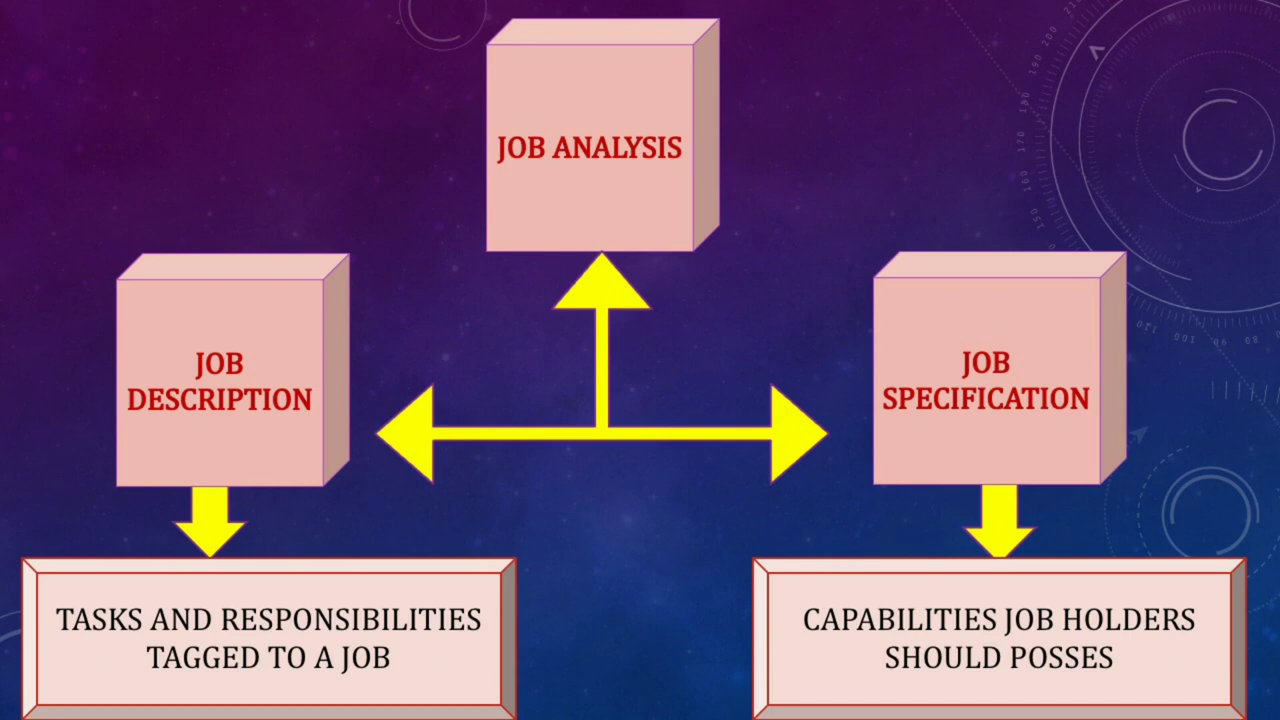 JOB ANALYSIS
JOB
DESCRIPTION
JOB
SPECIFICATION
TASKS AND RESPONSIBILITIES
TAGGED TO A JOB
CAPABILITIES JOB HOLDERS
SHOULD POSSES